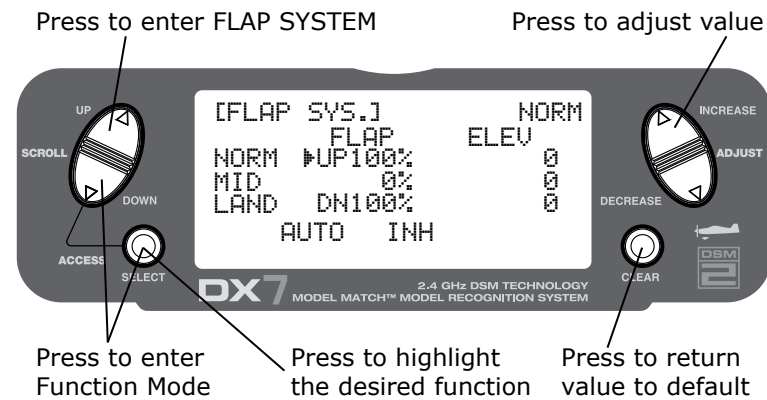 Press to enter FLAP SYSTEM
Press to adjust value
UP
SCROLL
DOWN
ACCESS
SELECT
[FLAP SYS.] NORM
FLAP ELEV
NORM UP100% 0
MID 0% 0
LAND DN100% 0
AUTO INH
INCREASE
ADJUST
DECREASE
CLEAR
DSM
2
DX7
2.4 GHz DSM TECHNOLOGY
MODEL MATCH™ MODEL RECOGNITION SYSTEM
Press to enter
Function Mode
Press to highlight
the desired function
Press to return
value to default